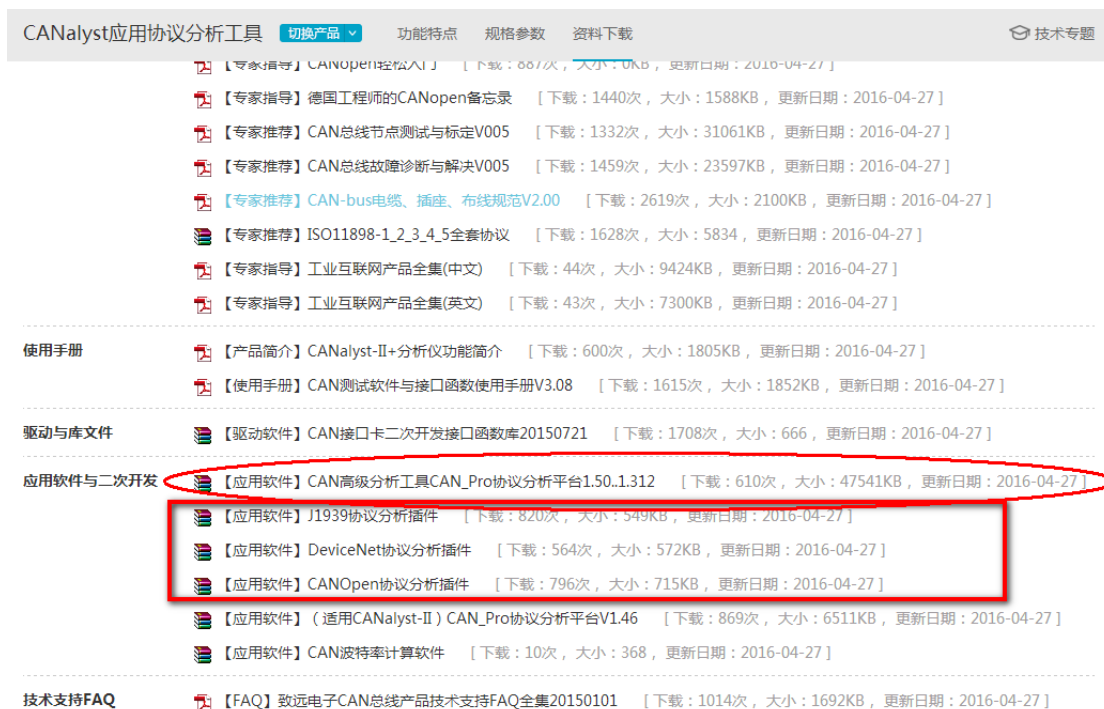 CANalyst应用协议分析工具 切换产品 功能特点 规格参数 资料下载 技术专题
【专家指导】CANopen轻松入门 [ 下载：887次 , 大小：0KB , 更新日期：2016-04-27 ]
【专家指导】德国工程师的CANopen备忘录 [ 下载：1440次 , 大小：1588KB , 更新日期：2016-04-27 ]
【专家推荐】CAN总线节点测试与标定V005 [ 下载：1332次 , 大小：31061KB , 更新日期：2016-04-27 ]
【专家推荐】CAN总线故障诊断与解决V005 [ 下载：1459次 , 大小：23597KB , 更新日期：2016-04-27 ]
【专家推荐】CAN-bus电缆、插座、布线规范V2.00 [ 下载：2619次 , 大小：2100KB , 更新日期：2016-04-27 ]
【专家推荐】ISO11898-1_2_3_4_5全套协议 [ 下载：1628次 , 大小：5834 , 更新日期：2016-04-27 ]
【专家指导】工业互联网产品全集(中文) [ 下载：44次 , 大小：9424KB , 更新日期：2016-04-27 ]
【专家指导】工业互联网产品全集(英文) [ 下载：43次 , 大小：7300KB , 更新日期：2016-04-27 ]
使用手册 【产品简介】CANalyst-II+分析仪功能简介 [ 下载：600次 , 大小：1805KB , 更新日期：2016-04-27 ]
【使用手册】CAN测试软件与接口函数使用手册V3.08 [ 下载：1615次 , 大小：1852KB , 更新日期：2016-04-27 ]
驱动与库文件 【驱动软件】CAN接口卡二次开发接口函数库20150721 [ 下载：1708次 , 大小：666 , 更新日期：2016-04-27 ]
应用软件与二次开发 【应用软件】CAN高级分析工具CAN_Pro协议分析平台1.50..1.312 [ 下载：610次 , 大小：47541KB , 更新日期：2016-04-27 ]
【应用软件】J1939协议分析插件 [ 下载：820次 , 大小：549KB , 更新日期：2016-04-27 ]
【应用软件】DeviceNet协议分析插件 [ 下载：564次 , 大小：572KB , 更新日期：2016-04-27 ]
【应用软件】CANOpen协议分析插件 [ 下载：796次 , 大小：715KB , 更新日期：2016-04-27 ]
【应用软件】（适用CANalyst-II）CAN_Pro协议分析平台V1.46 [ 下载：869次 , 大小：6511KB , 更新日期：2016-04-27 ]
【应用软件】CAN波特率计算软件 [ 下载：10次 , 大小：368 , 更新日期：2016-04-27 ]
技术支持FAQ 【FAQ】致远电子CAN总线产品技术支持FAQ全集20150101 [ 下载：1014次 , 大小：1692KB , 更新日期：2016-04-27 ]